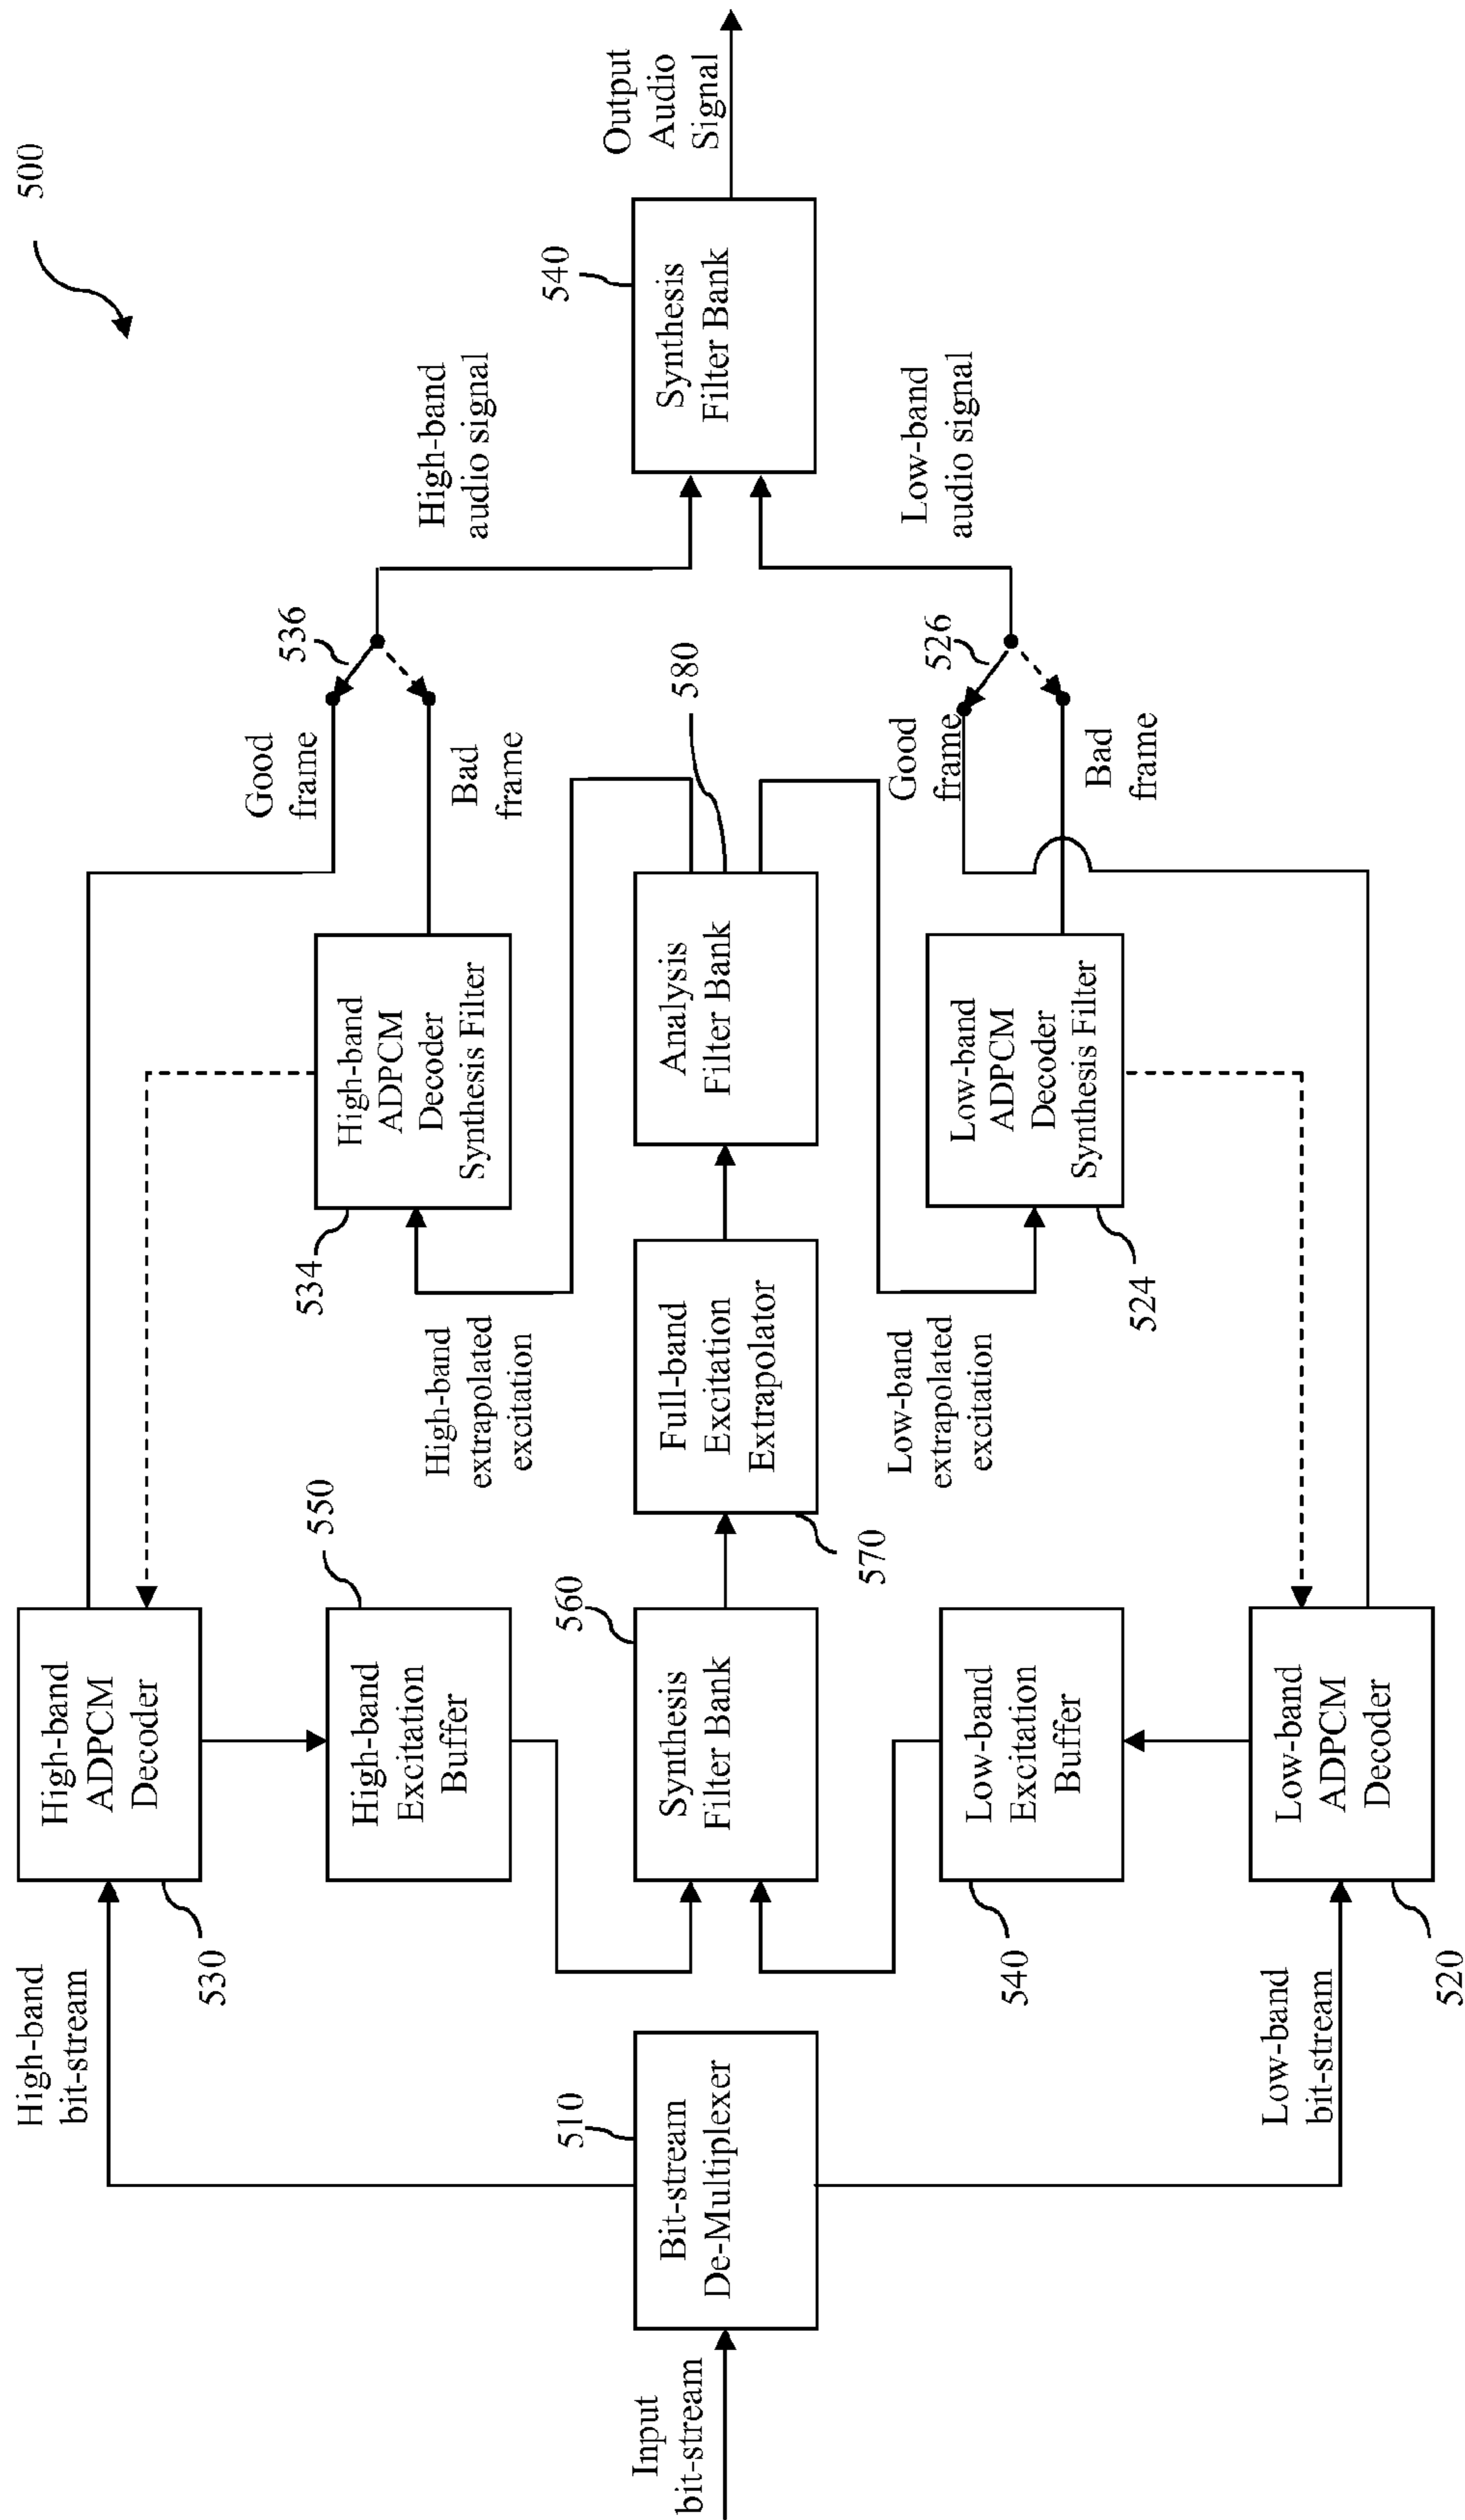 500
Input
bit-stream
Bit-stream
De-Multiplexer
510
High-band
bit-stream
Low-band
bit-stream
High-band
ADPCM
Decoder
530
High-band
Excitation
Buffer
550
Synthesis
Filter Bank
560
Low-band
Excitation
Buffer
540
Low-band
ADPCM
Decoder
520
Full-band
Excitation
Extrapolator
570
High-band
extrapolated
excitation
Low-band
extrapolated
excitation
High-band
ADPCM
Decoder
Synthesis Filter
534
Analysis
Filter Bank
580
Low-band
ADPCM
Decoder
Synthesis Filter
524
Good
frame
Bad
frame
536
Good
frame
Bad
frame
526
High-band
audio signal
Low-band
audio signal
Synthesis
Filter Bank
540
Output
Audio
Signal